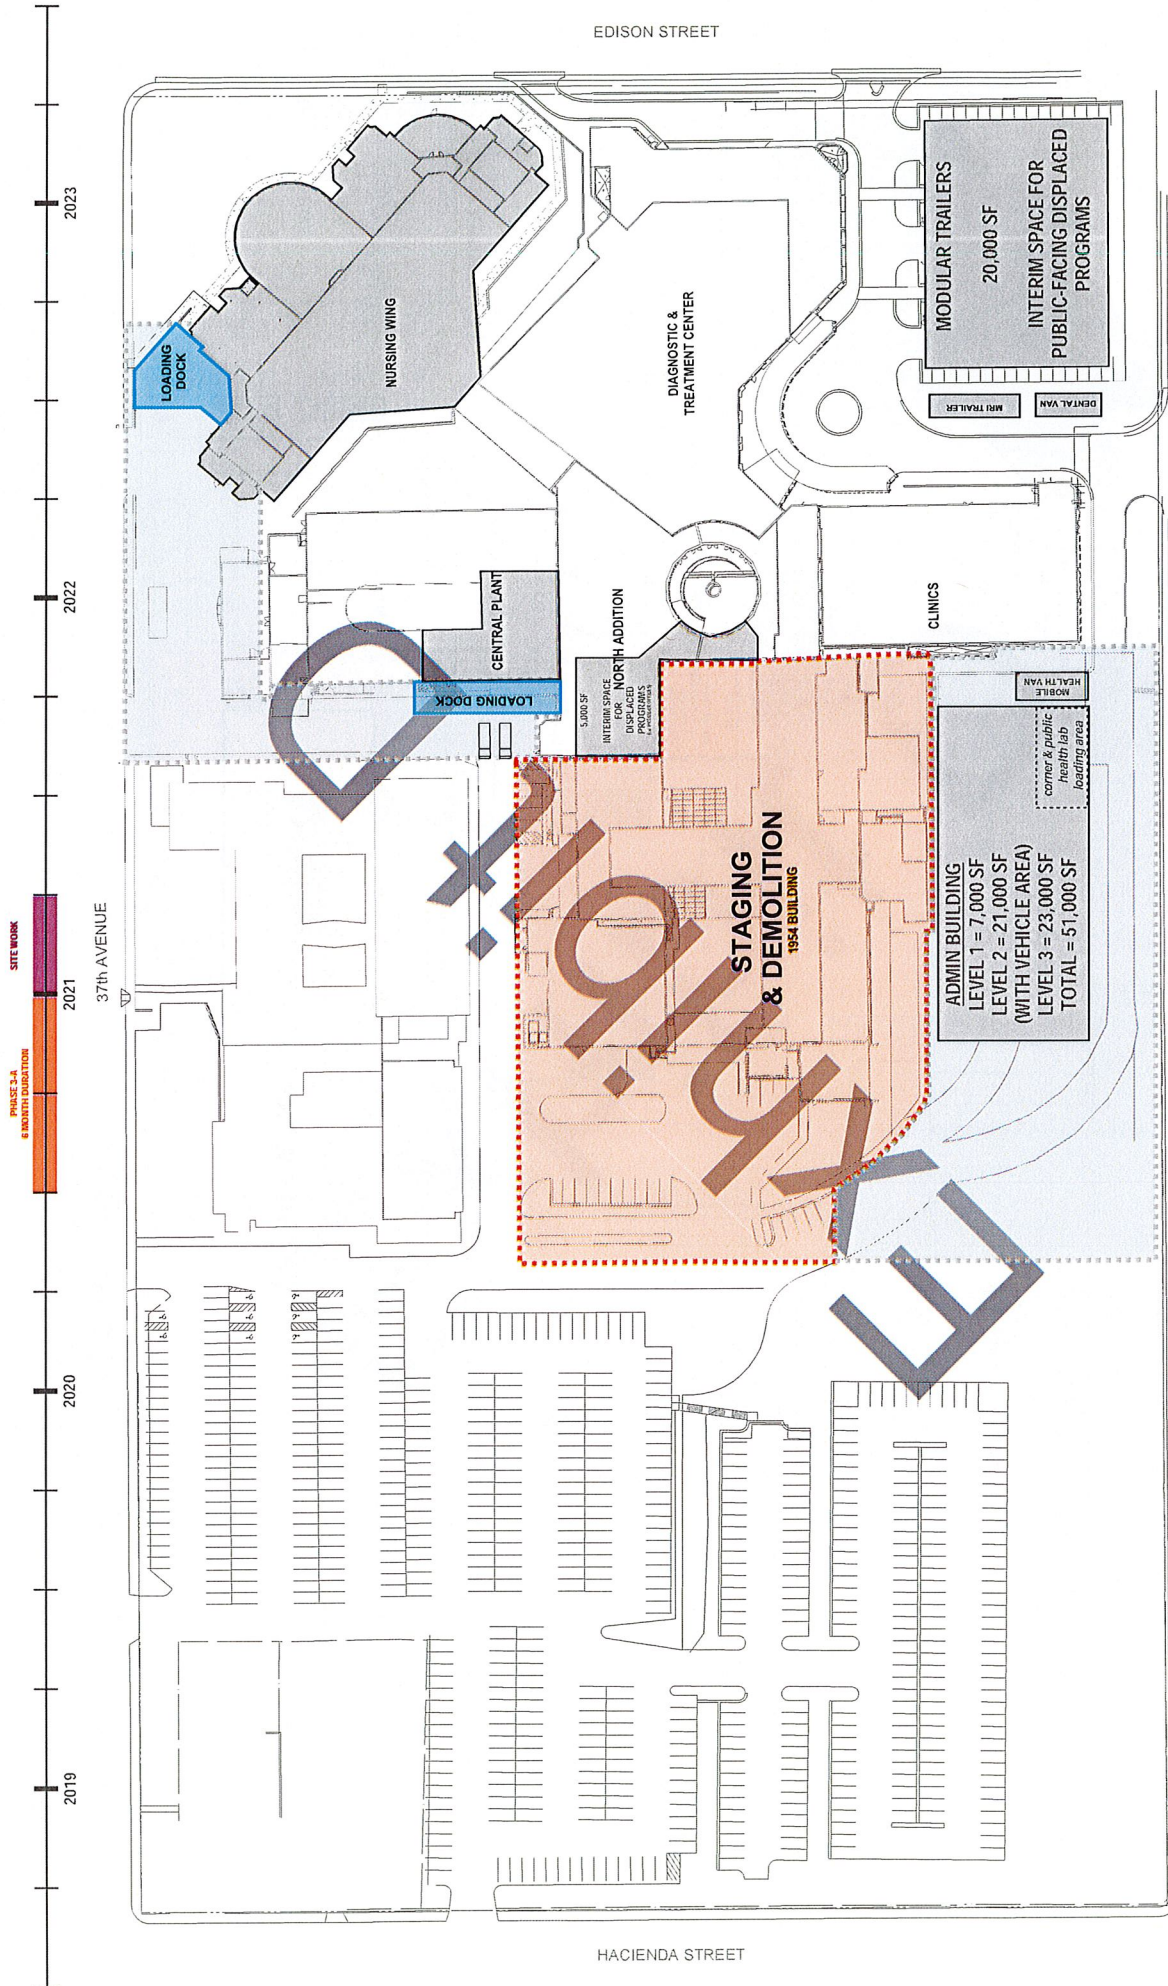 PHASE 3-A
6 MONTH DURATION
SITE WORK
2019
2020
2021
2022
2023
37th AVENUE
HACIENDA STREET
EDISON STREET
LOADING
DOCK
NURSING WING
CENTRAL PLANT
LOADING DOCK
5,000 SF
INTERIM SPACE
FOR
DISPLACED
PROGRAMS
NORTH ADDITION
DIAGNOSTIC &
TREATMENT CENTER
STAGING
& DEMOLITION
1954 BUILDING
CLINICS
MRI TRAILER
DENTAL VAN
MODULAR TRAILERS
20,000 SF
INTERIM SPACE FOR
PUBLIC-FACING DISPLACED
PROGRAMS
ADMIN BUILDING
LEVEL 1 = 7,000 SF
LEVEL 2 = 21,000 SF
(WITH VEHICLE AREA)
LEVEL 3 = 23,000 SF
TOTAL = 51,000 SF
corner & public
health lab
loading area
MOBILE
HEALTH VAN
Exhibit D